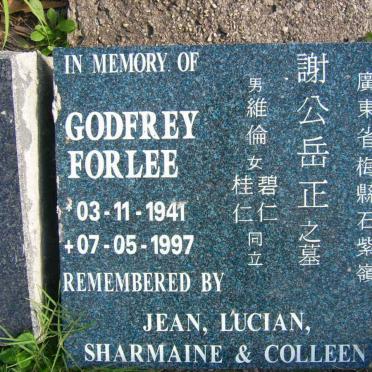 IN MEMORY OF
GODFREY
FORLEE
*03-11-1941
+07-05-1997
REMEMBERED BY
JEAN, LUCIAN,
SHARMAINE & COLLEEN
廣東省梅縣石紫嶺
謝公岳正之墓
男維倫女碧仁桂仁同立